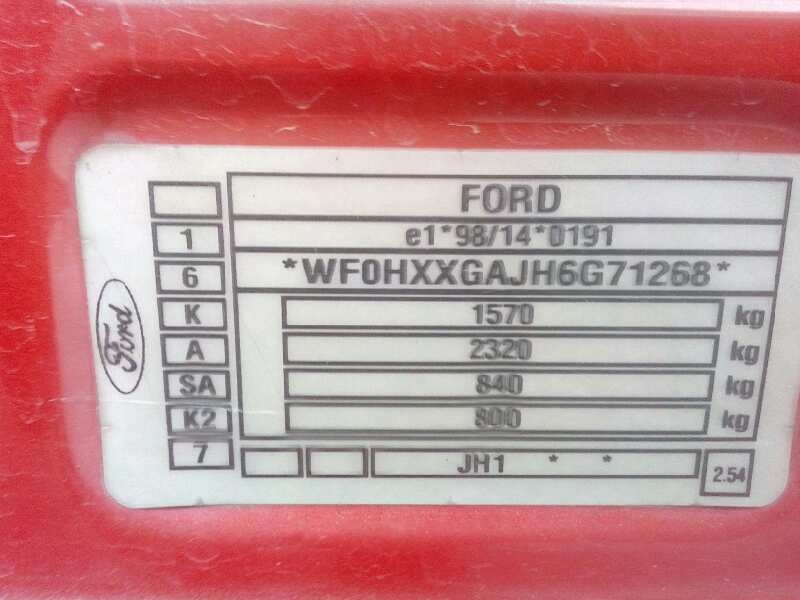 FORD
1 e1*98/14*0191
6 *WF0HXXGAJH6G71268*
K 1570 kg
A 2320 kg
SA 840 kg
K2 800 kg
7 JH1 * * 2.54
Ford